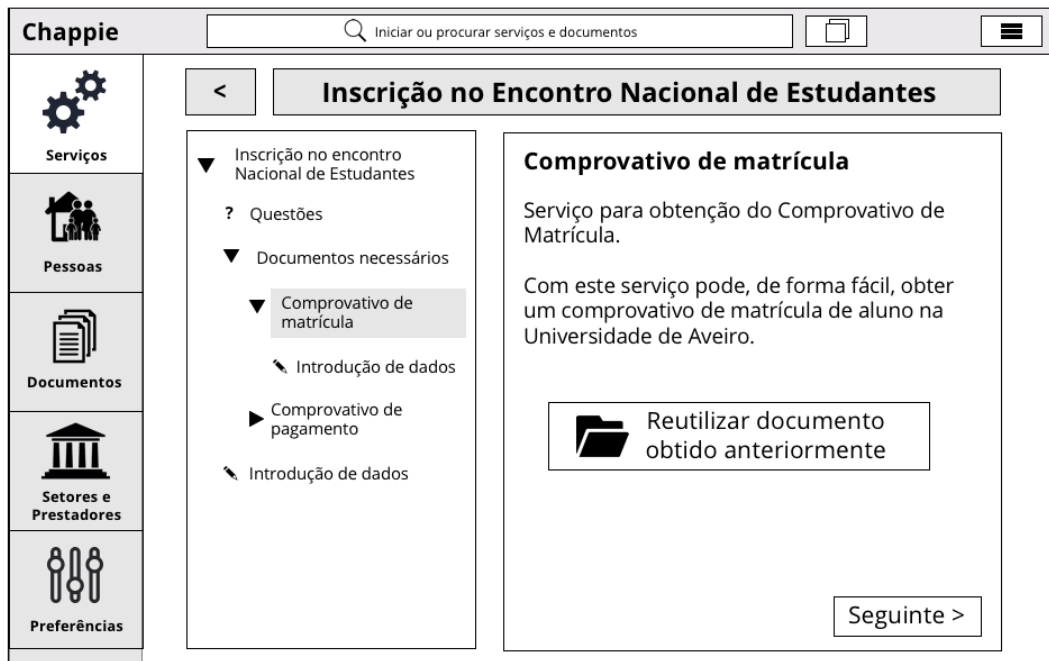 Chappie
Iniciar ou procurar serviços e documentos
Serviços
Pessoas
Documentos
Setores e
Prestadores
Preferências
<
Inscrição no Encontro Nacional de Estudantes
Inscrição no encontro
Nacional de Estudantes
? Questões
Documentos necessários
Comprovativo de
matrícula
Introdução de dados
Comprovativo de
pagamento
Introdução de dados
Comprovativo de matrícula
Serviço para obtenção do Comprovativo de
Matrícula.
Com este serviço pode, de forma fácil, obter
um comprovativo de matrícula de aluno na
Universidade de Aveiro.
Reutilizar documento
obtido anteriormente
Seguinte >